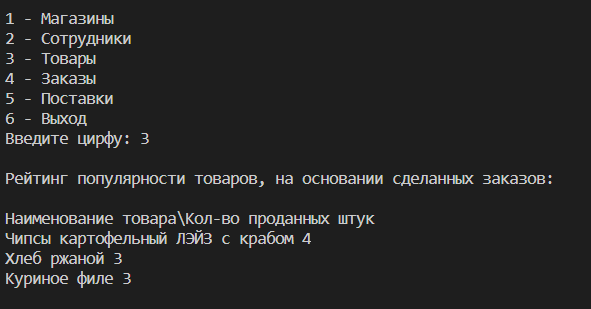 1 - Магазины
2 - Сотрудники
3 - Товары
4 - Заказы
5 - Поставки
6 - Выход
Введите цирфу: 3
Рейтинг популярности товаров, на основании сделанных заказов:
Наименование товара\Кол-во проданных штук
Чипсы картофельный ЛЭЙЗ с крабом 4
Хлеб ржаной 3
Куриное филе 3